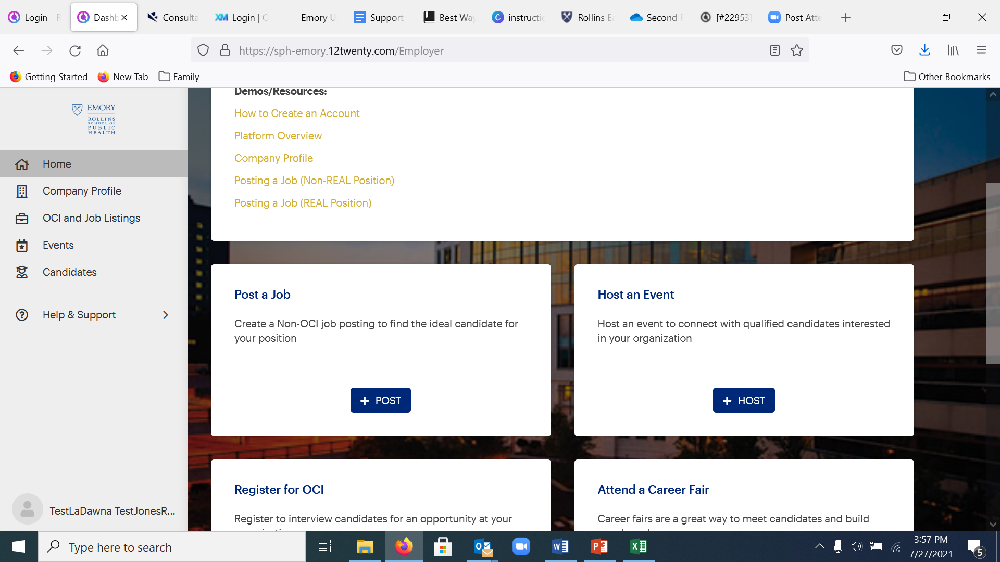 Login -
Dashb
Consulta
XM Login |
Emory U
Support
Best Way
C instructi
Rollins Ea
Second
[#22953]
Post Atte
https://sph-emory.12twenty.com/Employer
Getting Started
New Tab
Family
Other Bookmarks
EMORY
ROLLINS
SCHOOL OF
PUBLIC
HEALTH
Home
Company Profile
OCI and Job Listings
Events
Candidates
Help & Support
TestLaDawna TestJonesR...
Demos/Resources:
How to Create an Account
Platform Overview
Company Profile
Posting a Job (Non-REAL Position)
Posting a Job (REAL Position)
Post a Job
Create a Non-OCI job posting to find the ideal candidate for
your position
+ POST
Host an Event
Host an event to connect with qualified candidates interested
in your organization
+ HOST
Register for OCI
Register to interview candidates for an opportunity at your
Attend a Career Fair
Career fairs are a great way to meet candidates and build
Type here to search
3:57 PM
7/27/2021
5